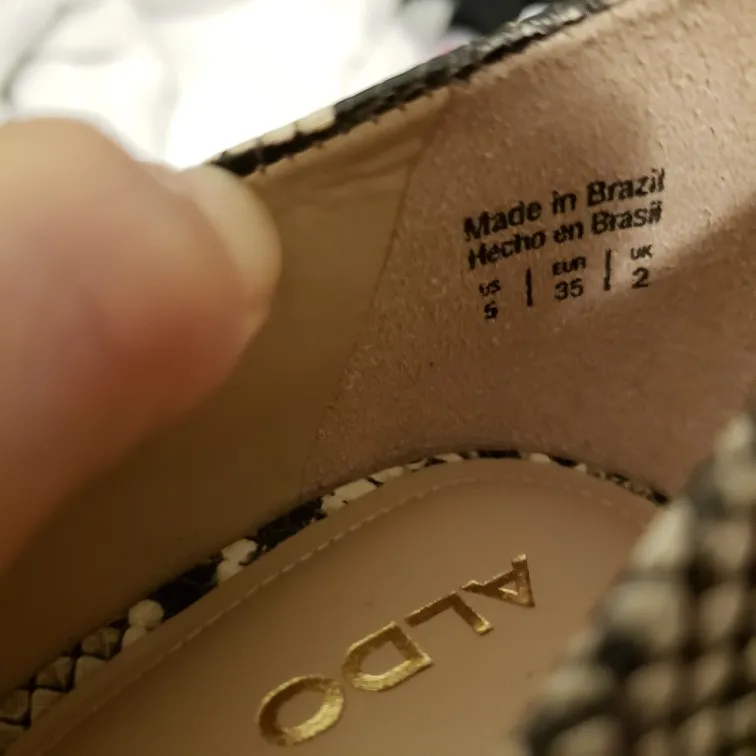 Made in Brazil
Hecho en Brasil
US | EUR | UK
5 | 35 | 2
ALDO